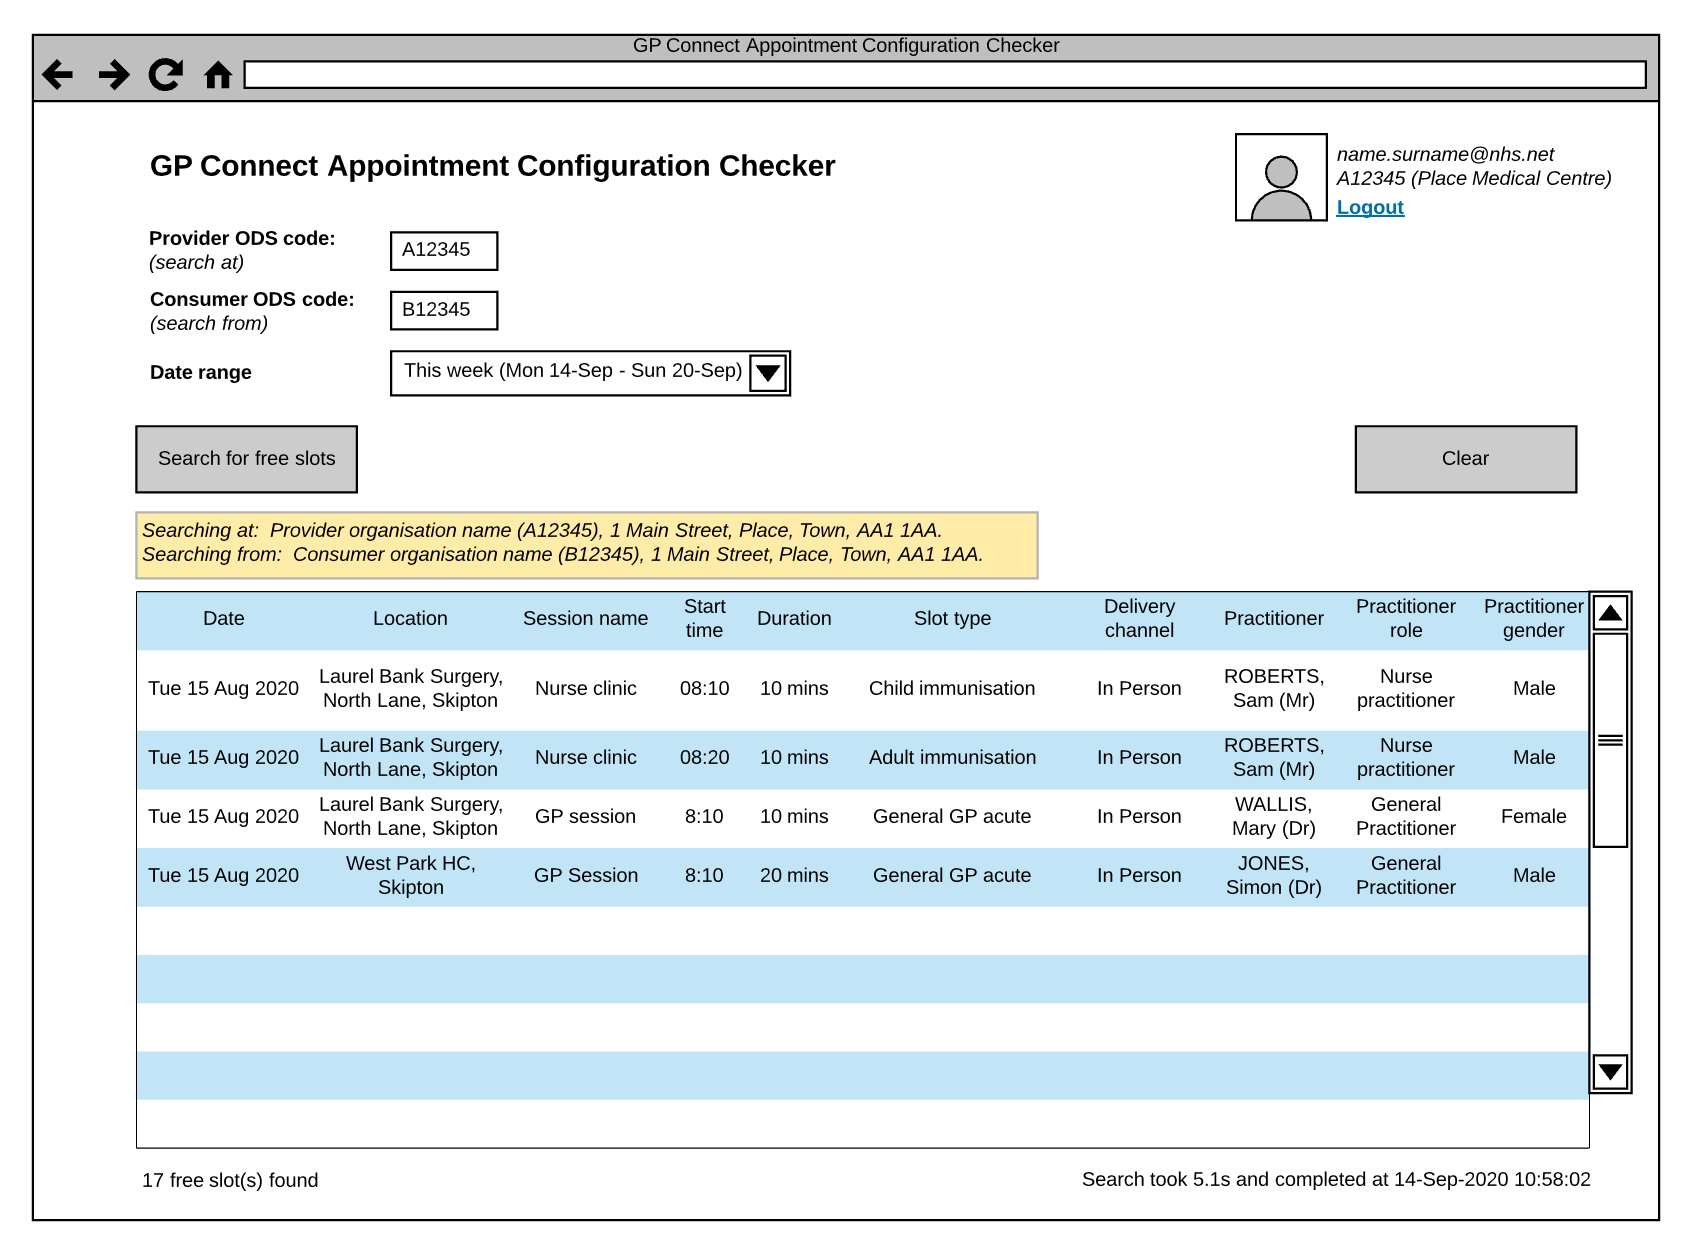 GP Connect Appointment Configuration Checker
GP Connect Appointment Configuration Checker
name.surname@nhs.net
A12345 (Place Medical Centre)
Logout
Provider ODS code:
(search at)
A12345
Consumer ODS code:
(search from)
B12345
Date range
This week (Mon 14-Sep - Sun 20-Sep)
Search for free slots
Clear
Searching at:  Provider organisation name (A12345), 1 Main Street, Place, Town, AA1 1AA.
Searching from:  Consumer organisation name (B12345), 1 Main Street, Place, Town, AA1 1AA.
Date
Location
Session name
Start
time
Duration
Slot type
Delivery
channel
Practitioner
Practitioner
role
Practitioner
gender
Tue 15 Aug 2020
Laurel Bank Surgery,
North Lane, Skipton
Nurse clinic
08:10
10 mins
Child immunisation
In Person
ROBERTS,
Sam (Mr)
Nurse
practitioner
Male
Tue 15 Aug 2020
Laurel Bank Surgery,
North Lane, Skipton
Nurse clinic
08:20
10 mins
Adult immunisation
In Person
ROBERTS,
Sam (Mr)
Nurse
practitioner
Male
Tue 15 Aug 2020
Laurel Bank Surgery,
North Lane, Skipton
GP session
8:10
10 mins
General GP acute
In Person
WALLIS,
Mary (Dr)
General
Practitioner
Female
Tue 15 Aug 2020
West Park HC,
Skipton
GP Session
8:10
20 mins
General GP acute
In Person
JONES,
Simon (Dr)
General
Practitioner
Male
17 free slot(s) found
Search took 5.1s and completed at 14-Sep-2020 10:58:02